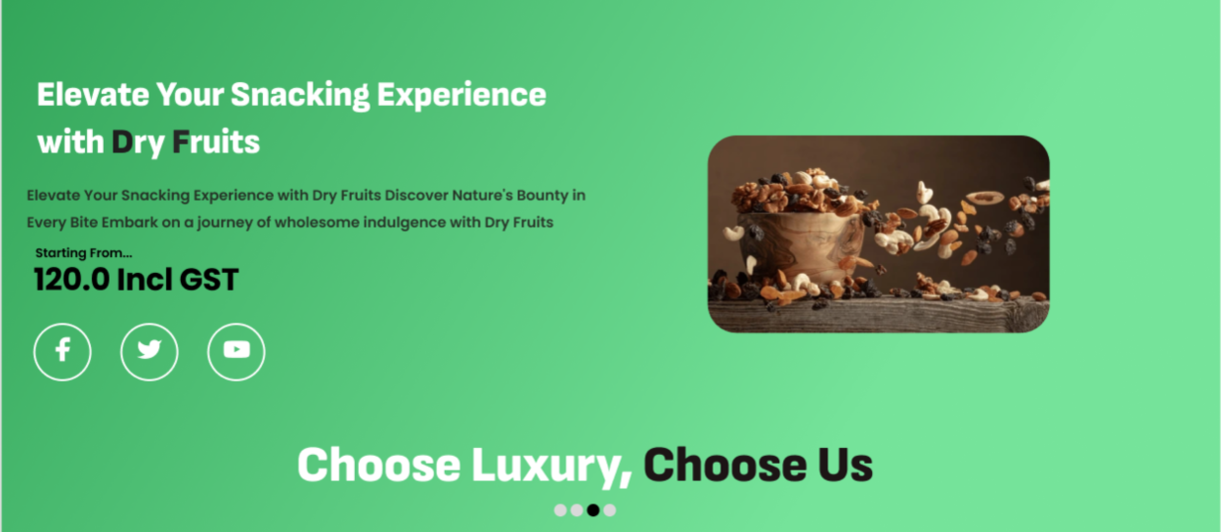 Elevate Your Snacking Experience
with Dry Fruits
Elevate Your Snacking Experience with Dry Fruits Discover Nature's Bounty in
Every Bite Embark on a journey of wholesome indulgence with Dry Fruits
Starting From...
120.0 Incl GST
Choose Luxury, Choose Us